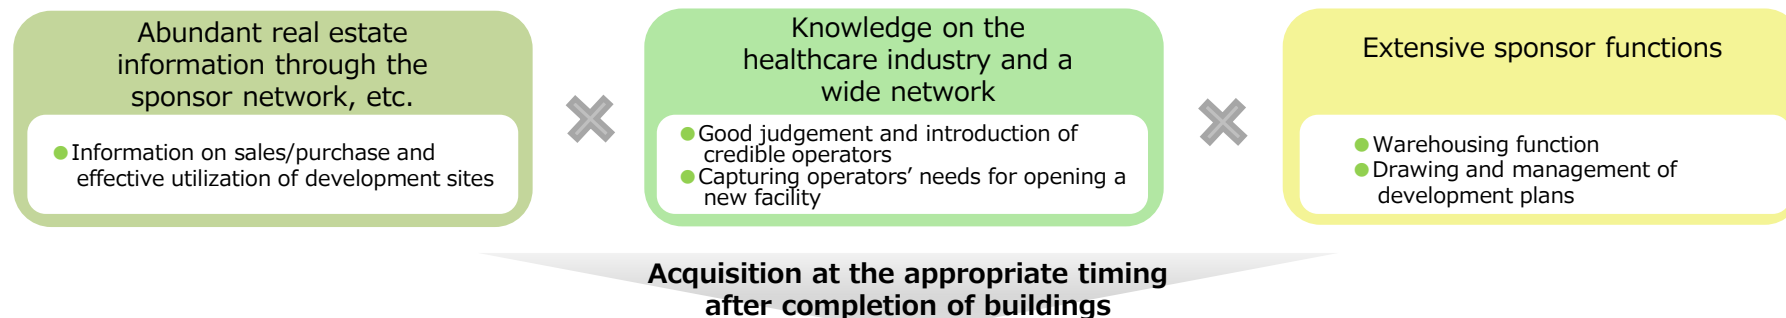 Abundant real estate
information through the
sponsor network, etc.
● Information on sales/purchase and
effective utilization of development sites
Knowledge on the
healthcare industry and a
wide network
● Good judgement and introduction of
credible operators
● Capturing operators’ needs for opening a
new facility
Extensive sponsor functions
● Warehousing function
● Drawing and management of
development plans
Acquisition at the appropriate timing
after completion of buildings